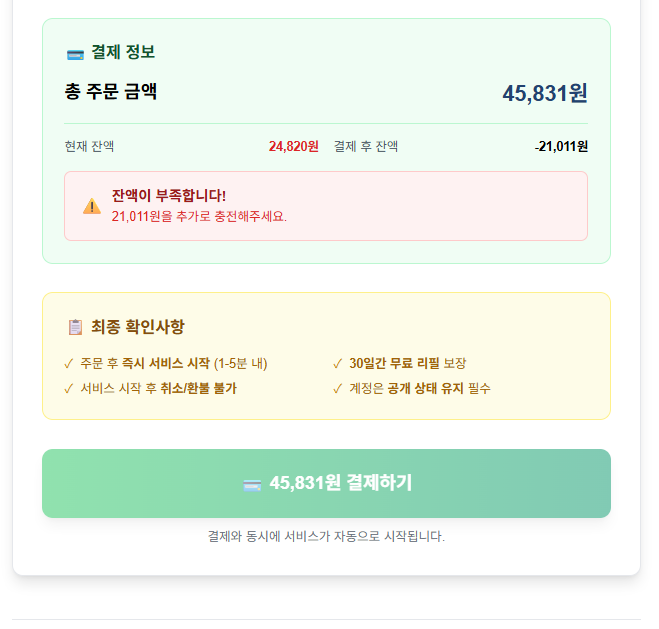 결제 정보
총 주문 금액 45,831원
현재 잔액 24,820원 결제 후 잔액 -21,011원
잔액이 부족합니다!
21,011원을 추가로 충전해주세요.
최종 확인사항
✓ 주문 후 즉시 서비스 시작 (1-5분 내) ✓ 30일간 무료 리필 보장
✓ 서비스 시작 후 취소/환불 불가 ✓ 계정은 공개 상태 유지 필수
45,831원 결제하기
결제와 동시에 서비스가 자동으로 시작됩니다.